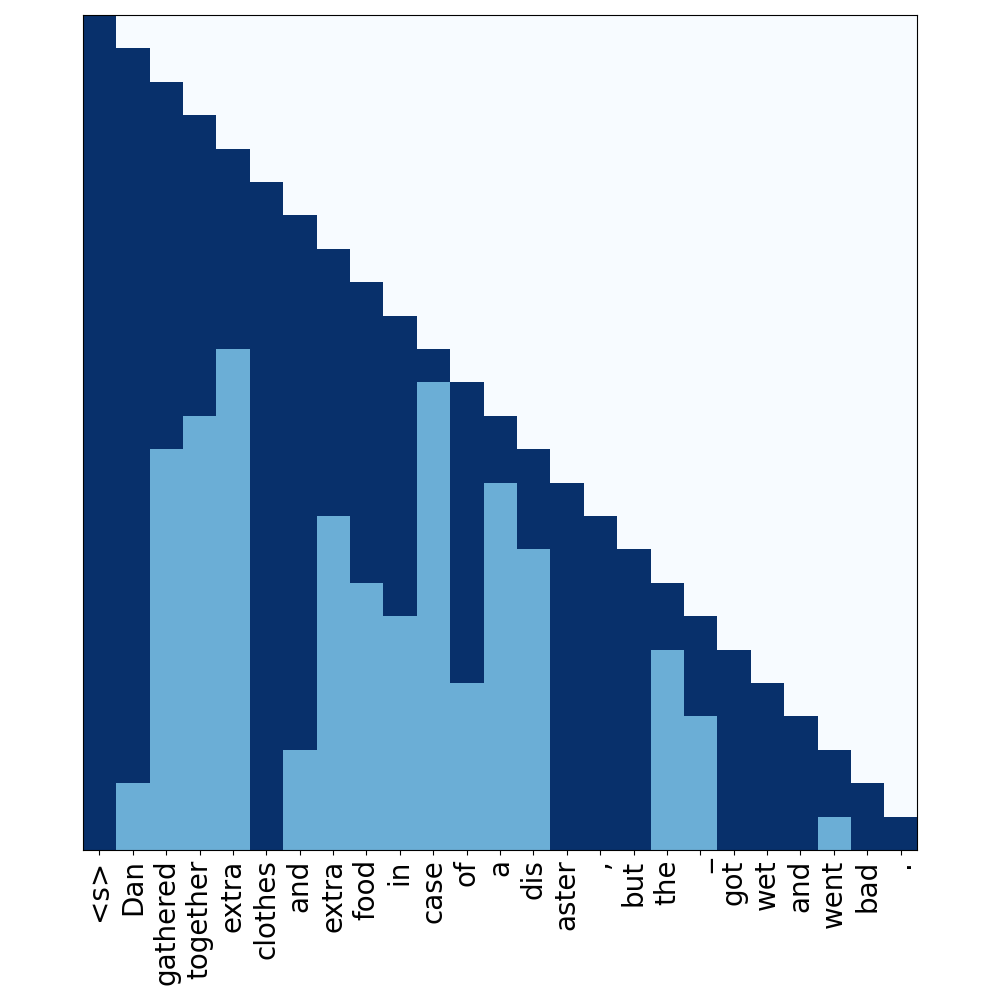 <s> Dan gathered together extra clothes and extra food in case of a dis aster , but the _ got wet and went bad .